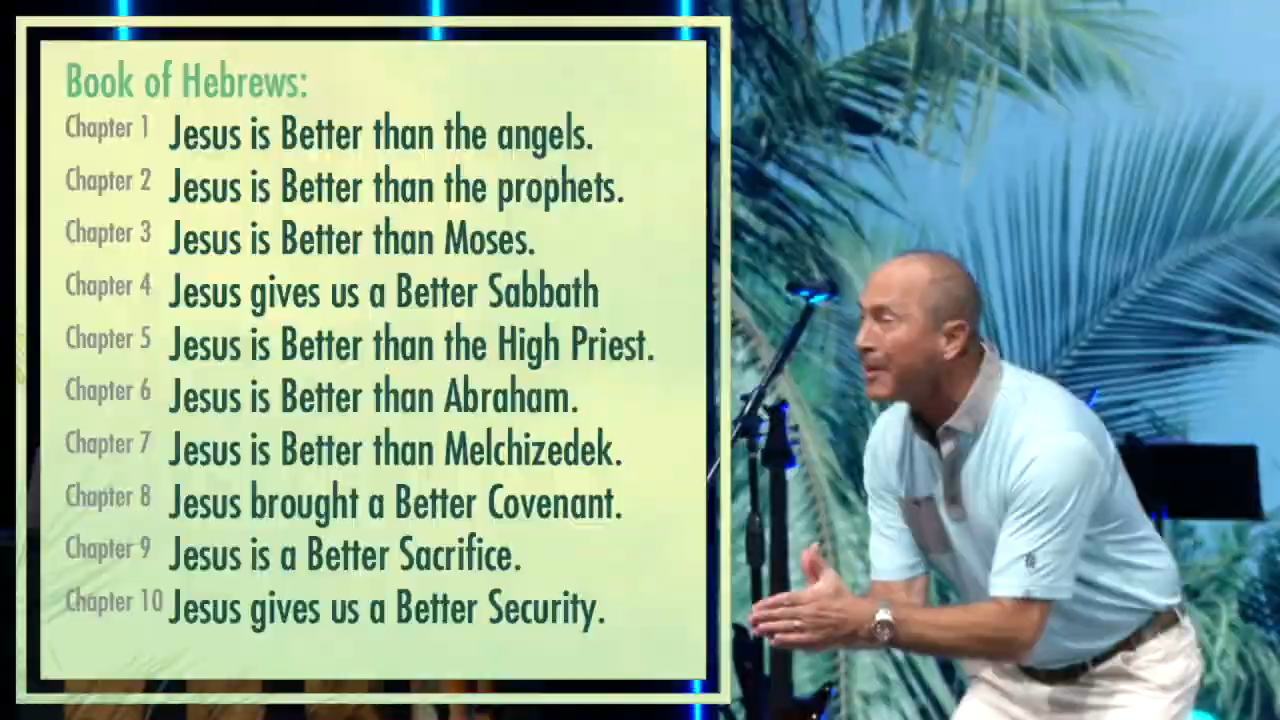 Book of Hebrews:
Chapter 1 Jesus is Better than the angels.
Chapter 2 Jesus is Better than the prophets.
Chapter 3 Jesus is Better than Moses.
Chapter 4 Jesus gives us a Better Sabbath
Chapter 5 Jesus is Better than the High Priest.
Chapter 6 Jesus is Better than Abraham.
Chapter 7 Jesus is Better than Melchizedek.
Chapter 8 Jesus brought a Better Covenant.
Chapter 9 Jesus is a Better Sacrifice.
Chapter 10 Jesus gives us a Better Security.